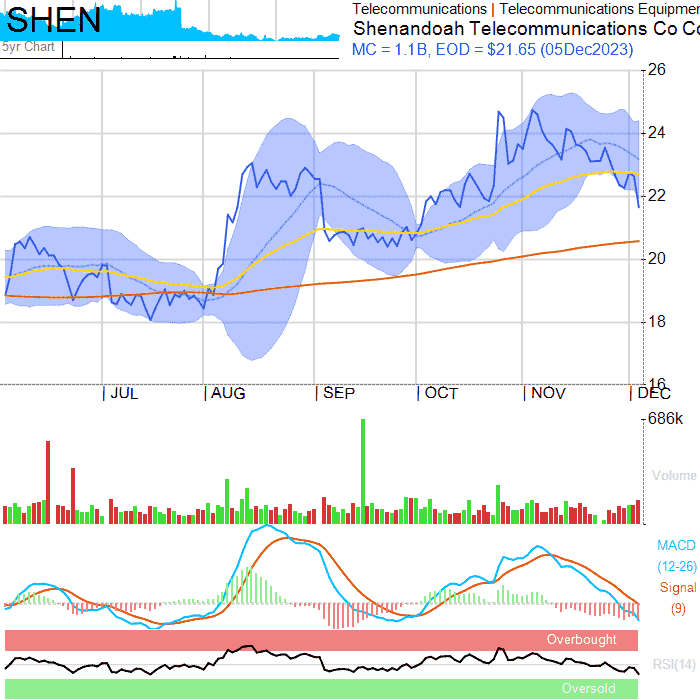 SHEN
5yr Chart
Telecommunications | Telecommunications Equipmen
Shenandoah Telecommunications Co Co
MC = 1.1B, EOD = $21.65 (05Dec2023)
26
24
22
20
18
16
| JUL | AUG | SEP | OCT | NOV | DEC
686k
Volume
MACD
(12-26)
Signal
(9)
Overbought
RSI(14)
Oversold